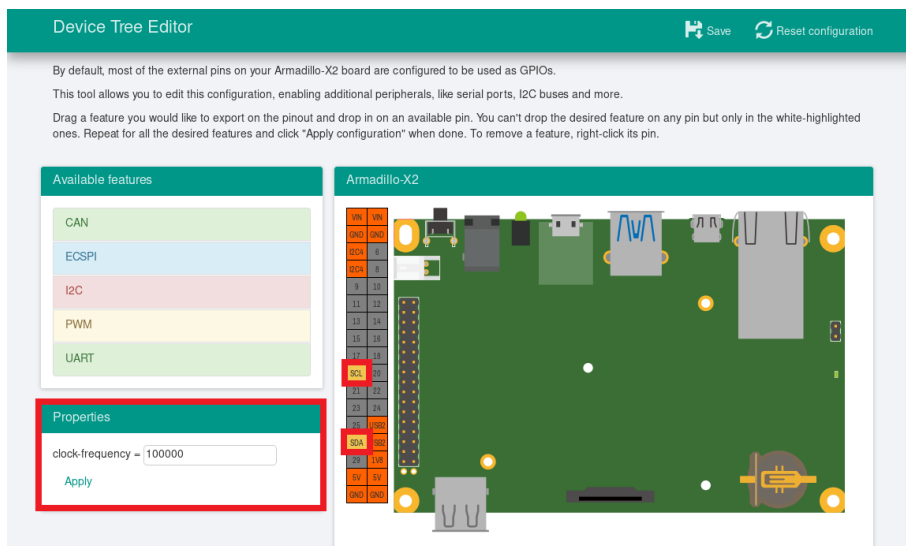 Device Tree Editor
Save
Reset configuration
By default, most of the external pins on your Armadillo-X2 board are configured to be used as GPIOs.
This tool allows you to edit this configuration, enabling additional peripherals, like serial ports, I2C buses and more.
Drag a feature you would like to export on the pinout and drop in on an available pin. You can't drop the desired feature on any pin but only in the white-highlighted
ones. Repeat for all the desired features and click "Apply configuration" when done. To remove a feature, right-click its pin.
Available features
CAN
ECSPI
I2C
PWM
UART
Properties
clock-frequency = 100000
Apply
Armadillo-X2
VIN VIN
GND GND
I2C4 6
I2C4 8
9 10
11 12
13 14
15 16
17 18
SCL 20
21 22
23 24
25 USB2
SDA USB2
29 1V8
5V 5V
GND GND